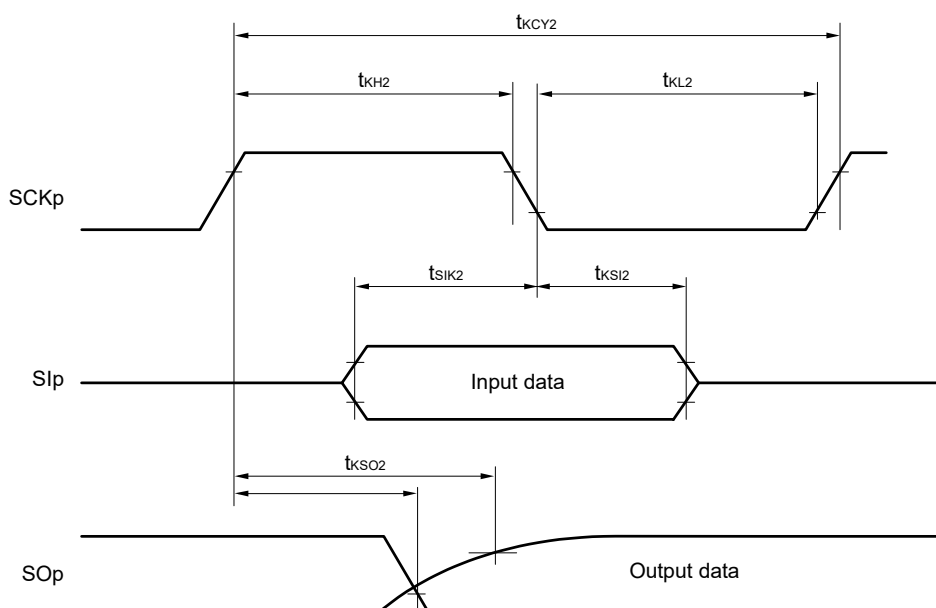 tKCY2
tKH2
tKL2
SCKp
tSIK2
tKSI2
SIp
Input data
tKSO2
SOp
Output data